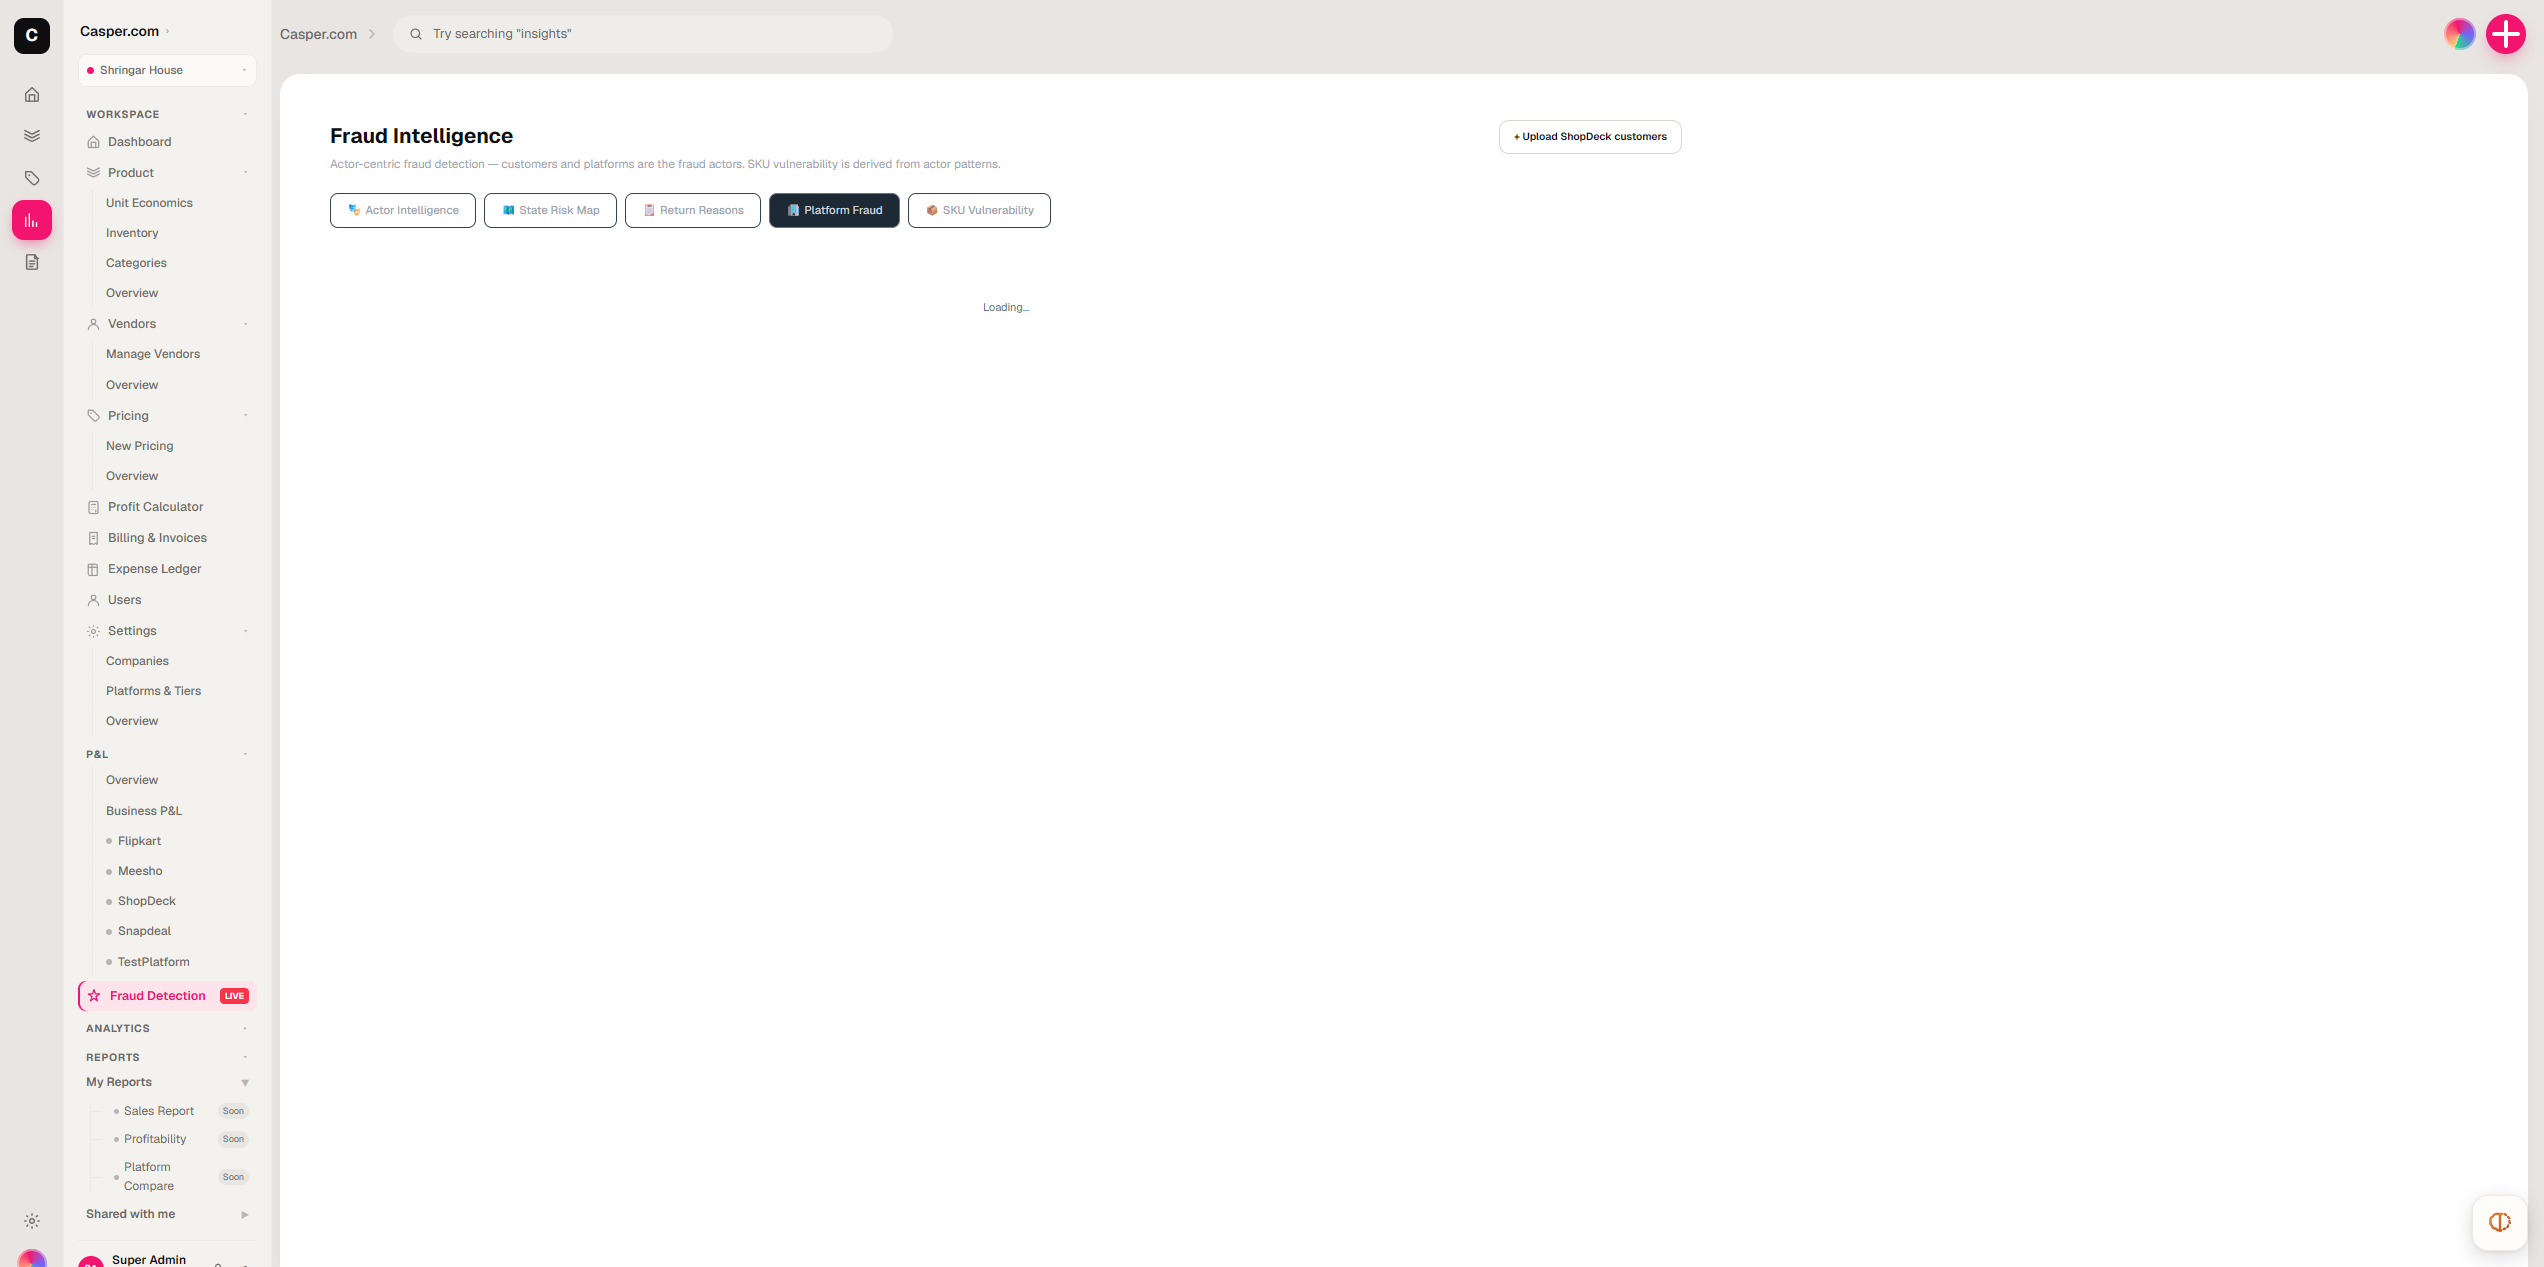 C
Casper.com
Shringar House
WORKSPACE
Dashboard
Product
Unit Economics
Inventory
Categories
Overview
Vendors
Manage Vendors
Overview
Pricing
New Pricing
Overview
Profit Calculator
Billing & Invoices
Expense Ledger
Users
Settings
Companies
Platforms & Tiers
Overview
P&L
Overview
Business P&L
Flipkart
Meesho
ShopDeck
Snapdeal
TestPlatform
Fraud Detection LIVE
ANALYTICS
REPORTS
My Reports
Sales Report Soon
Profitability Soon
Platform
Compare Soon
Shared with me
Super Admin
Casper.com
Try searching "insights"
Fraud Intelligence
+ Upload ShopDeck customers
Actor-centric fraud detection — customers and platforms are the fraud actors. SKU vulnerability is derived from actor patterns.
Actor Intelligence State Risk Map Return Reasons Platform Fraud SKU Vulnerability
Loading...